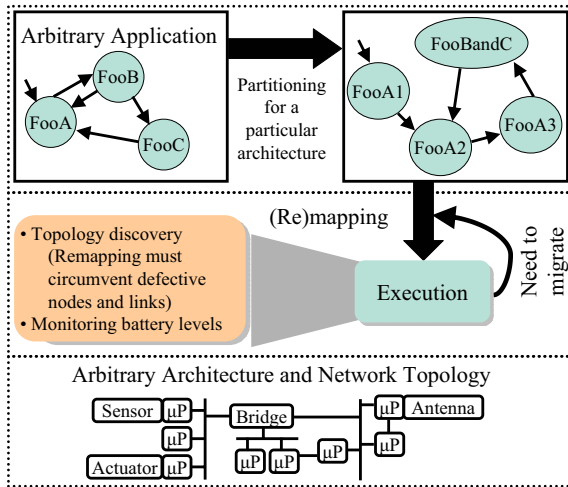 Arbitrary Application
FooB
FooA
FooC
Partitioning
for a
particular
architecture
FooBandC
FooA1
FooA3
FooA2
(Re)mapping
• Topology discovery
(Remapping must
circumvent defective
nodes and links)
• Monitoring battery levels
Execution
Need to
migrate
Arbitrary Architecture and Network Topology
Sensor μP
μP
Actuator μP
Bridge
μP μP μP
μP Antenna
μP